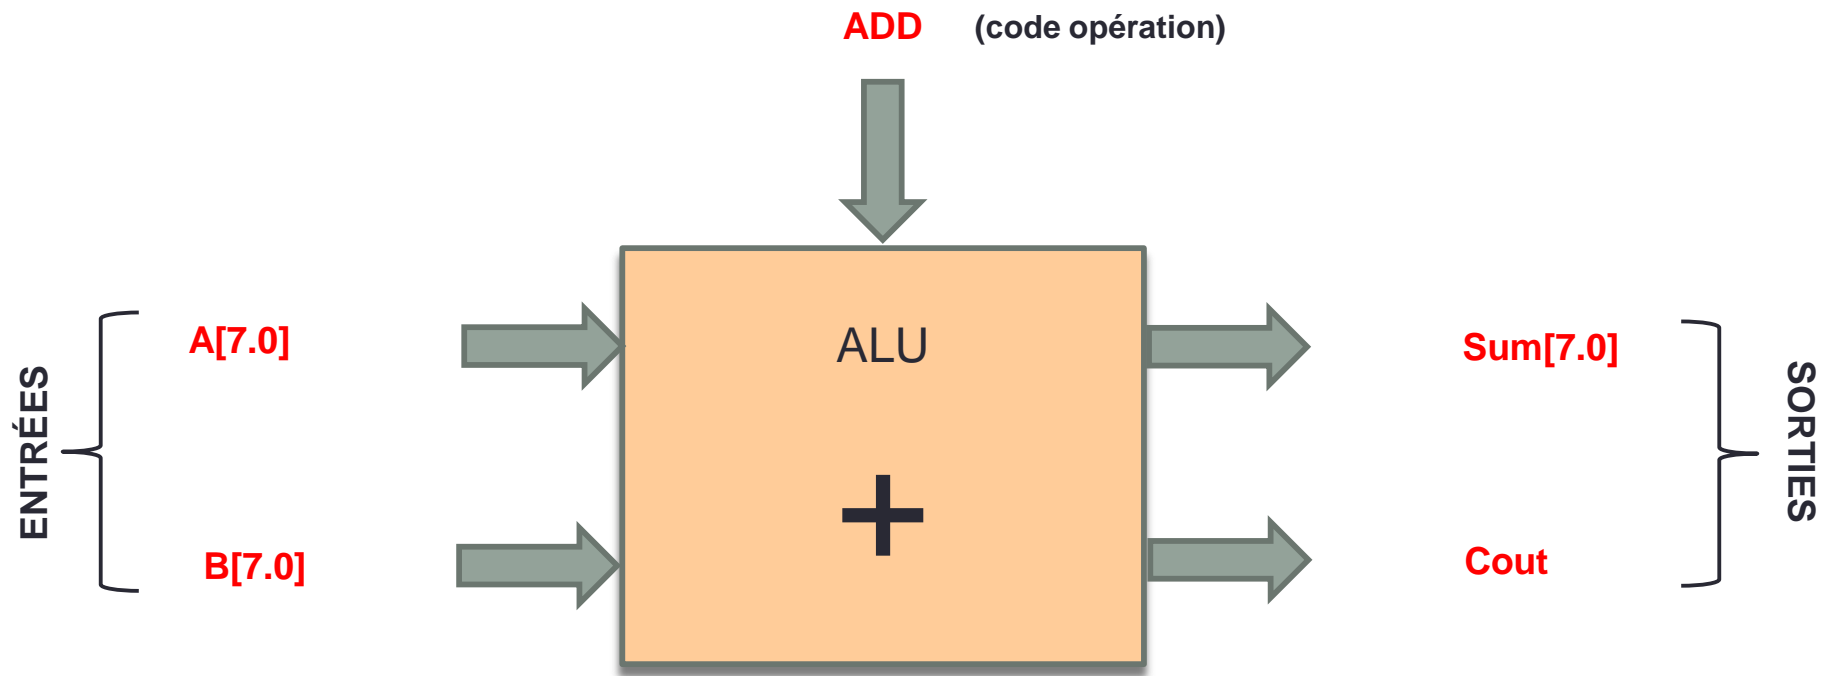 ADD (code opération)
ENTRÉES
A[7.0]
ALU
Sum[7.0]
SORTIES
+
B[7.0]
Cout